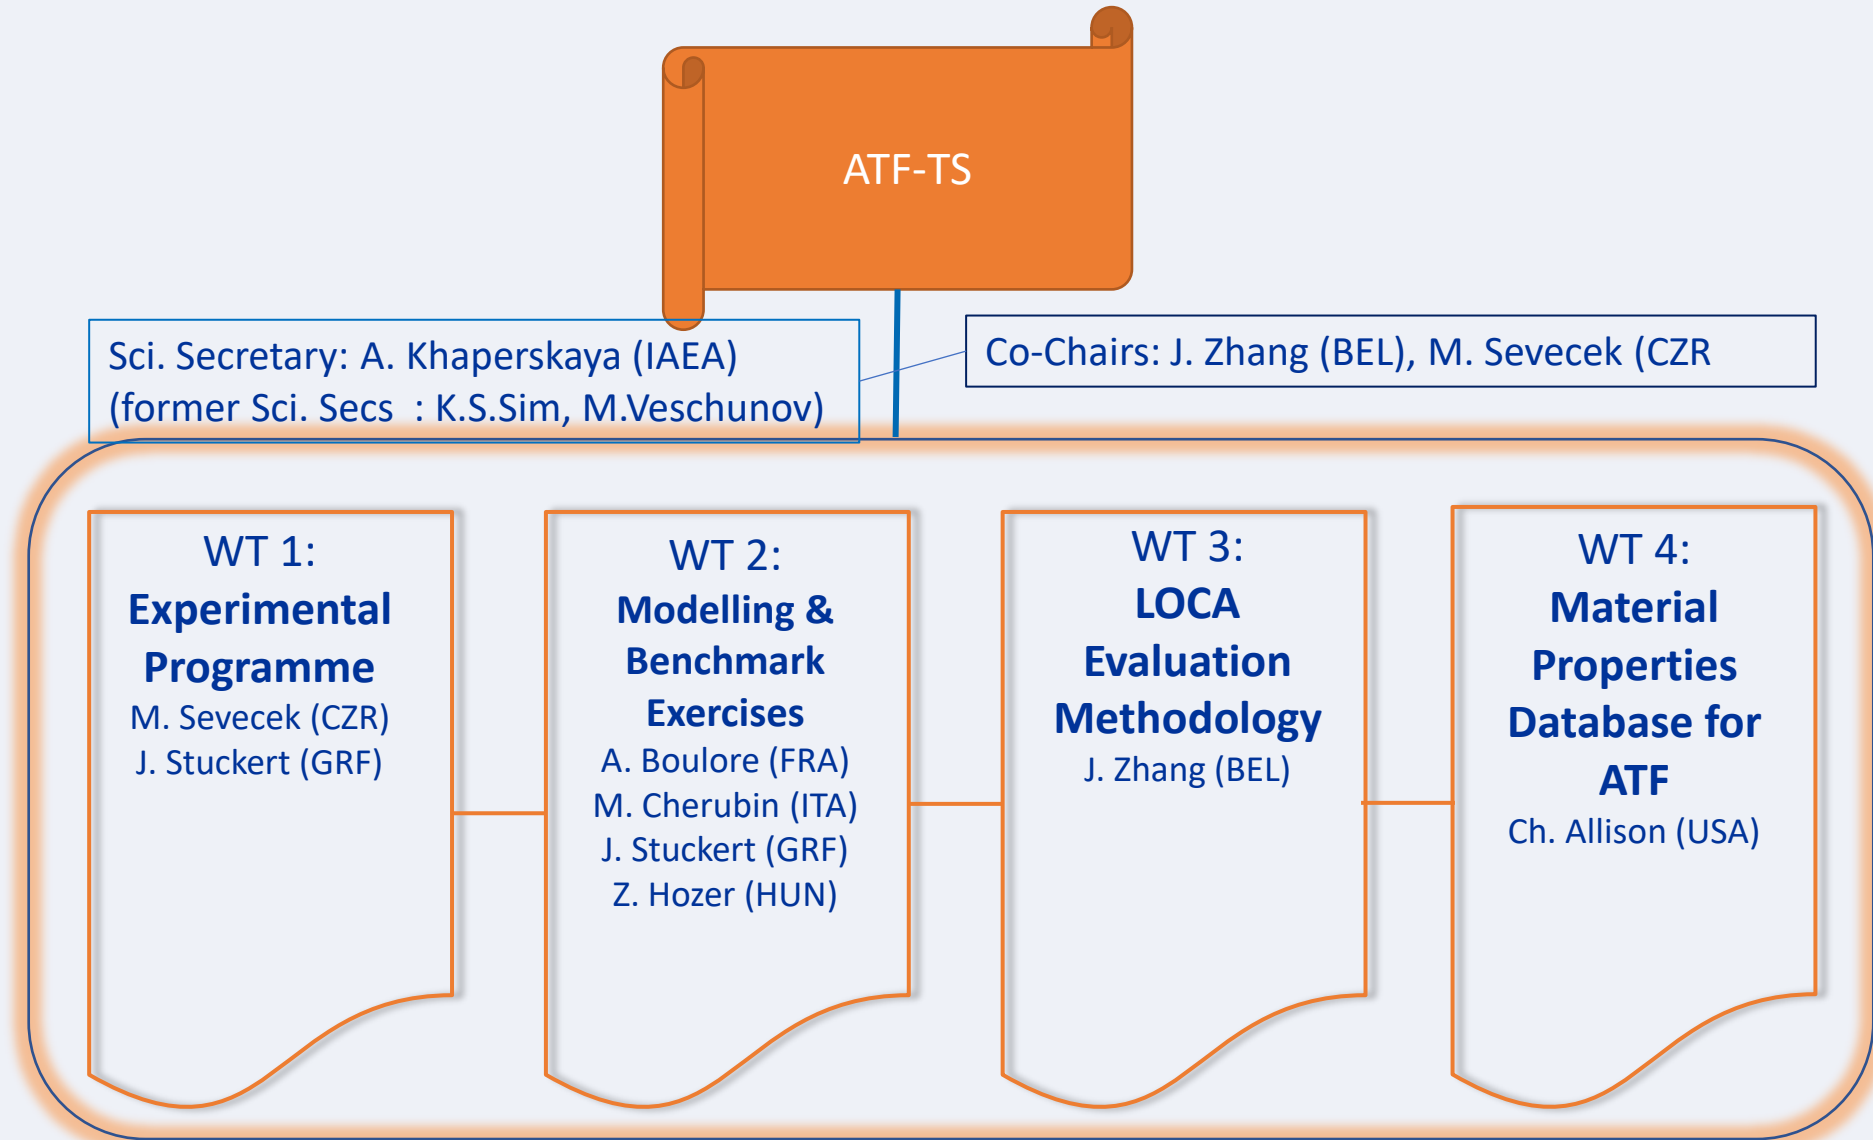 ATF-TS
Sci. Secretary: A. Khaperskaya (IAEA)
(former Sci. Secs  : K.S.Sim, M.Veschunov)
Co-Chairs: J. Zhang (BEL), M. Sevecek (CZR
WT 1:
Experimental
Programme
M. Sevecek (CZR)
J. Stuckert (GRF)
WT 2:
Modelling &
Benchmark
Exercises
A. Boulore (FRA)
M. Cherubin (ITA)
J. Stuckert (GRF)
Z. Hozer (HUN)
WT 3:
LOCA
Evaluation
Methodology
J. Zhang (BEL)
WT 4:
Material
Properties
Database for
ATF
Ch. Allison (USA)